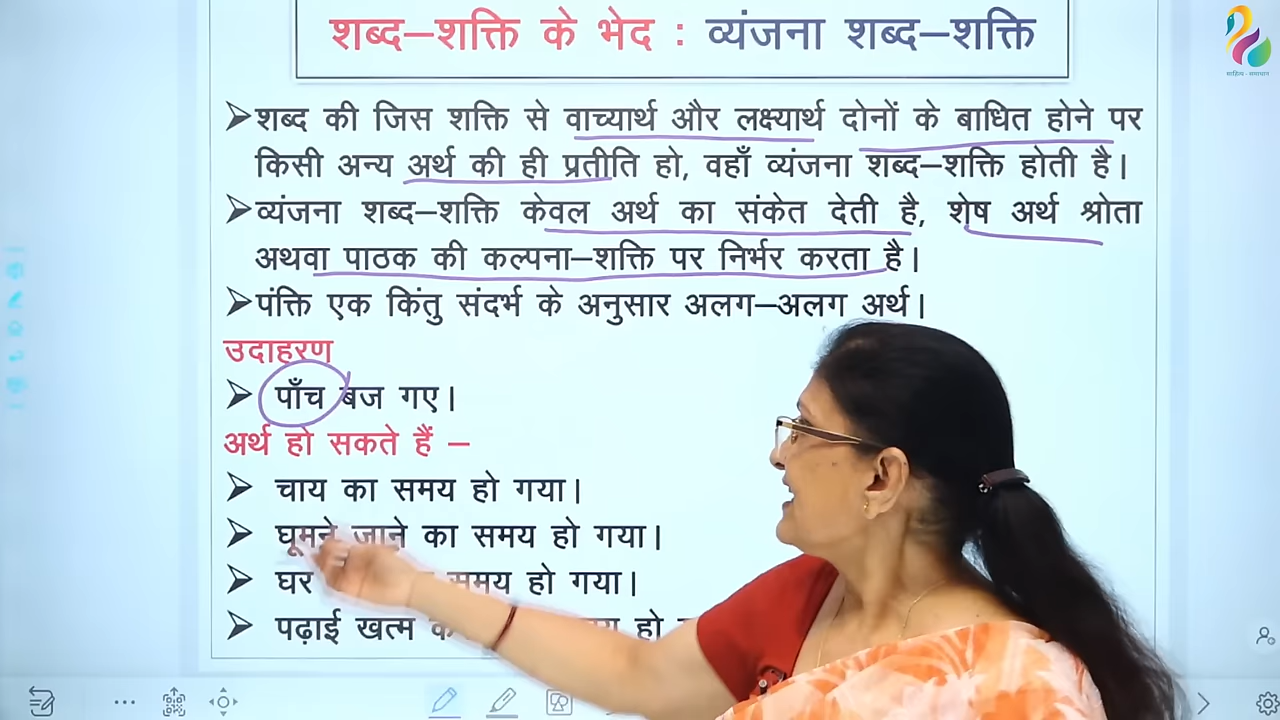 शब्द–शक्ति के भेद : व्यंजना शब्द–शक्ति
➤शब्द की जिस शक्ति से वाच्यार्थ और लक्ष्यार्थ दोनों के बाधित होने पर
किसी अन्य अर्थ की ही प्रतीति हो, वहाँ व्यंजना शब्द–शक्ति होती है।
➤व्यंजना शब्द–शक्ति केवल अर्थ का संकेत देती है, शेष अर्थ श्रोता
अथवा पाठक की कल्पना–शक्ति पर निर्भर करता है।
➤पंक्ति एक किंतु संदर्भ के अनुसार अलग–अलग अर्थ।
उदाहरण
➤ पाँच बज गए।
अर्थ हो सकते हैं –
➤ चाय का समय हो गया।
➤ घूमने जाने का समय हो गया।
➤ घर समय हो गया।
➤ पढ़ाई खत्म हो